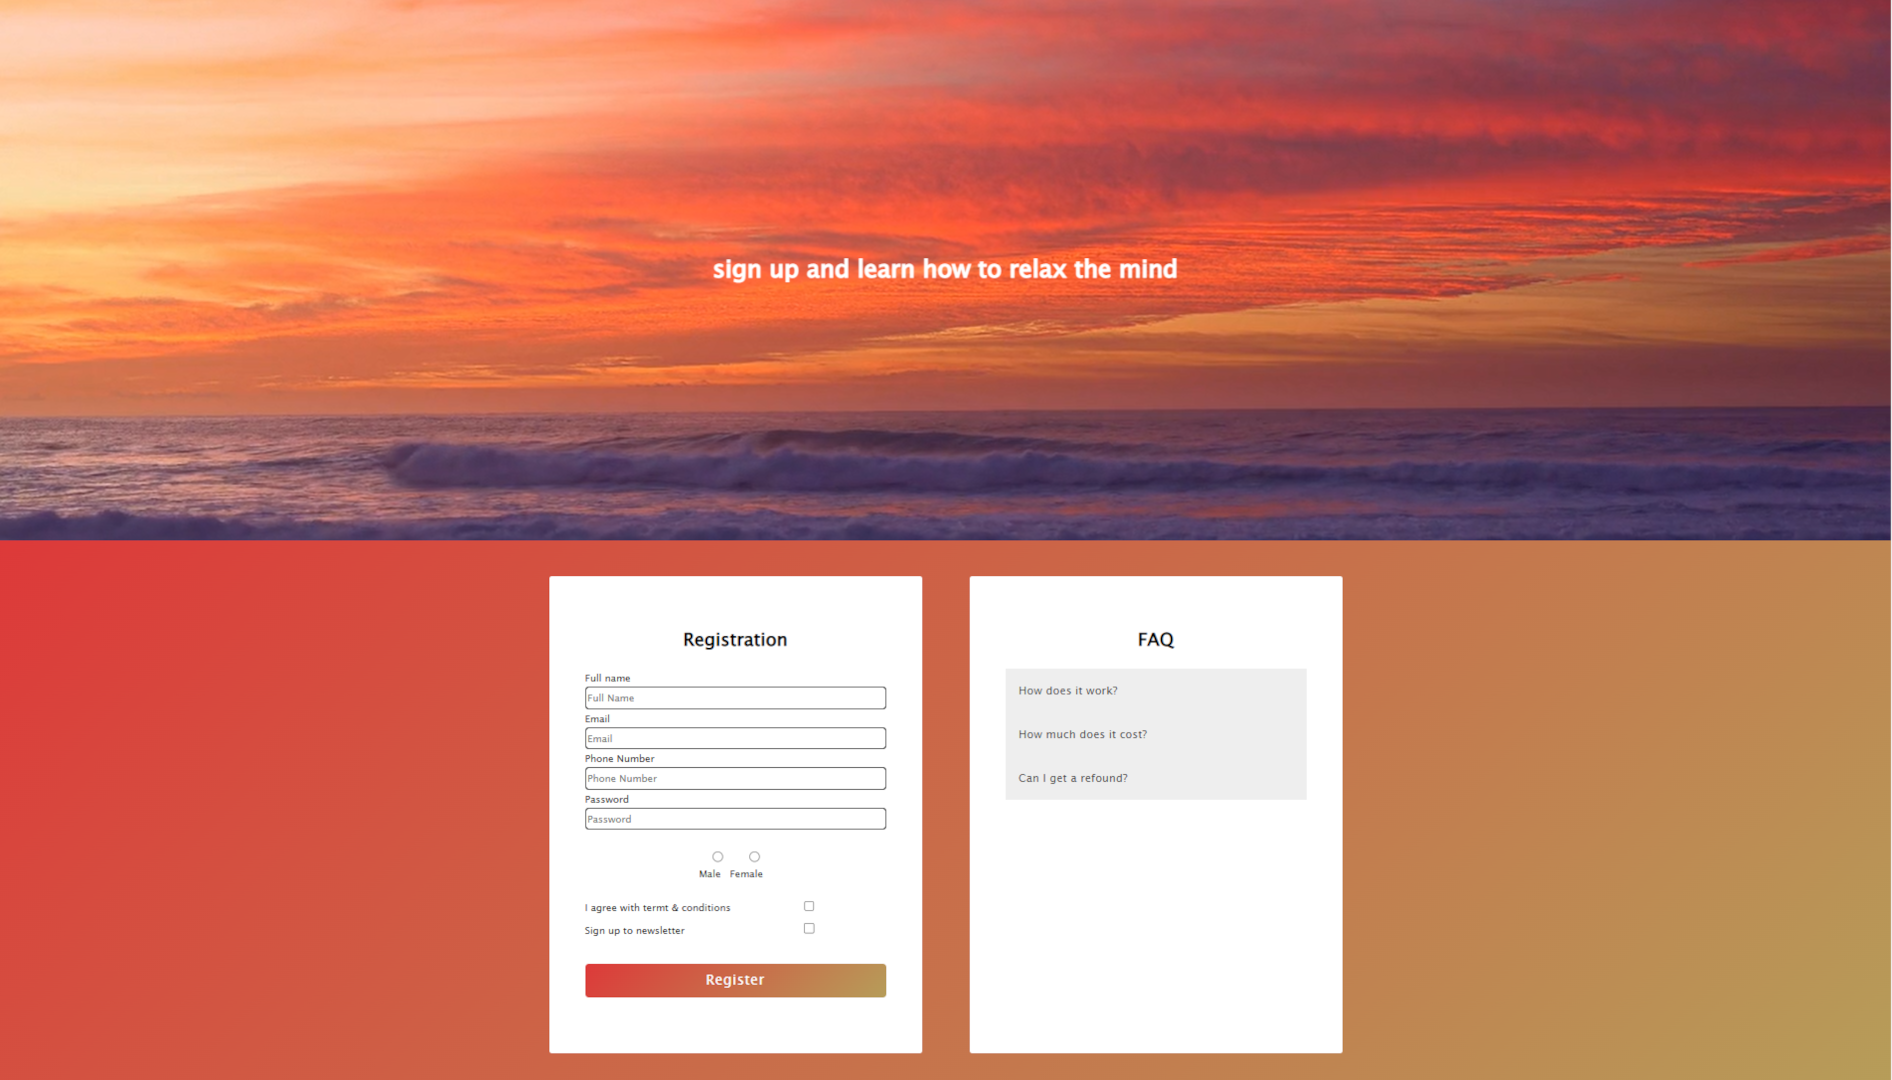 sign up and learn how to relax the mind
Registration
Full name
Full Name
Email
Email
Phone Number
Phone Number
Password
Password
Male Female
I agree with termt & conditions
Sign up to newsletter
Register
FAQ
How does it work?
How much does it cost?
Can I get a refound?